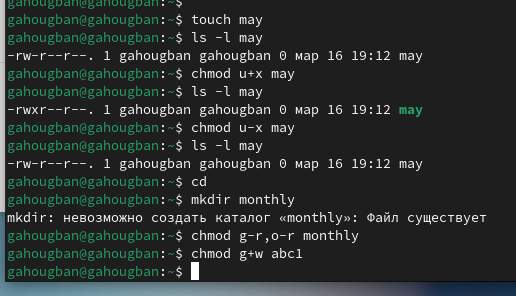 gahougban@gahougban:~$
gahougban@gahougban:~$ touch may
gahougban@gahougban:~$ ls -l may
-rw-r--r--. 1 gahougban gahougban 0 мар 16 19:12 may
gahougban@gahougban:~$ chmod u+x may
gahougban@gahougban:~$ ls -l may
-rwxr--r--. 1 gahougban gahougban 0 мар 16 19:12 may
gahougban@gahougban:~$ chmod u-x may
gahougban@gahougban:~$ ls -l may
-rw-r--r--. 1 gahougban gahougban 0 мар 16 19:12 may
gahougban@gahougban:~$ cd
gahougban@gahougban:~$ mkdir monthly
mkdir: невозможно создать каталог «monthly»: Файл существует
gahougban@gahougban:~$ chmod g-r,o-r monthly
gahougban@gahougban:~$ chmod g+w abc1
gahougban@gahougban:~$